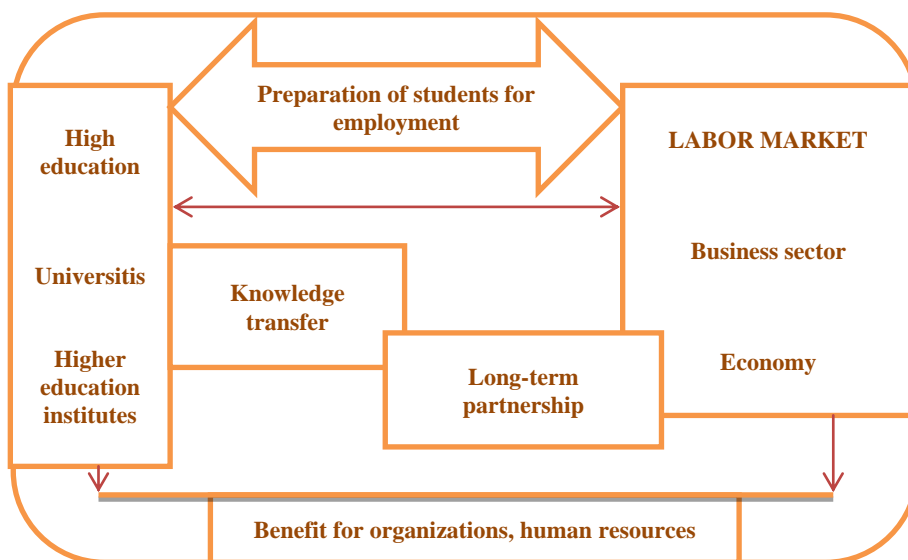 Preparation of students for
employment
High
education
Universitis
Higher
education
institutes
Knowledge
transfer
Long-term
partnership
LABOR MARKET
Business sector
Economy
Benefit for organizations, human resources